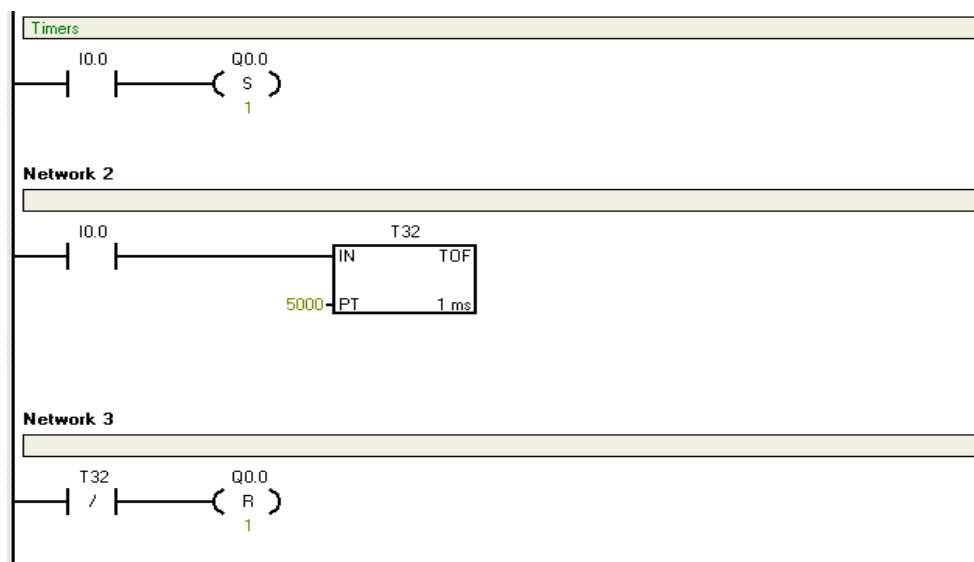 Timers
I0.0 Q0.0
S
1
Network 2
I0.0 T32
IN TOF
5000 PT 1 ms
Network 3
T32 Q0.0
/ R
1